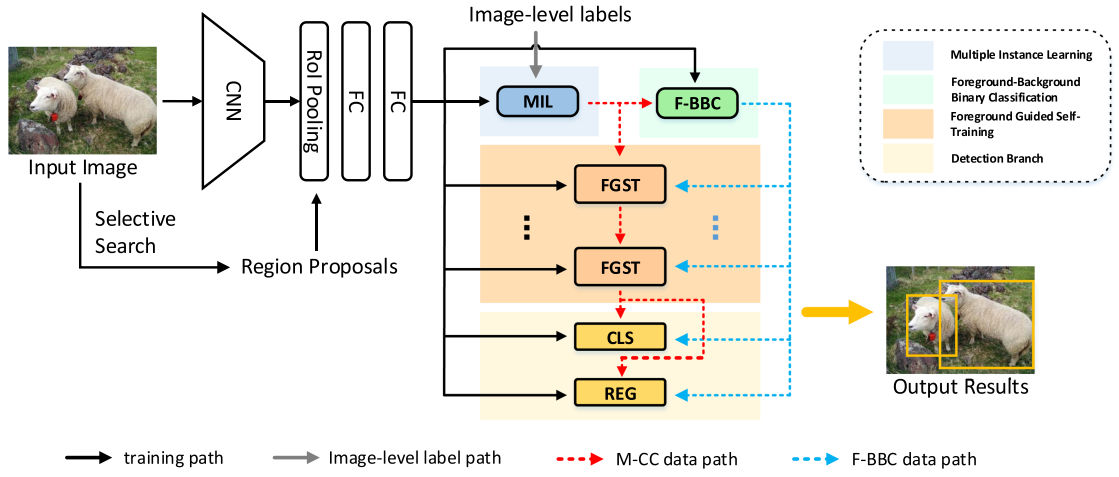 Image-level labels
Input Image
Selective
Search
Region Proposals
CNN
RoI Pooling
FC
FC
MIL
F-BBC
FGST
FGST
CLS
REG
Multiple Instance Learning
Foreground-Background
Binary Classification
Foreground Guided Self-
Training
Detection Branch
Output Results
training path
Image-level label path
M-CC data path
F-BBC data path